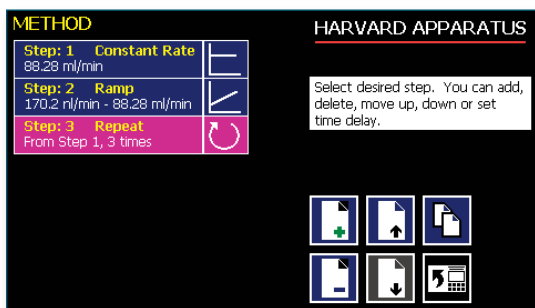 METHOD
Step: 1 Constant Rate
88.28 ml/min
Step: 2 Ramp
170.2 nl/min - 88.28 ml/min
Step: 3 Repeat
From Step 1, 3 times
HARVARD APPARATUS
Select desired step. You can add,
delete, move up, down or set
time delay.